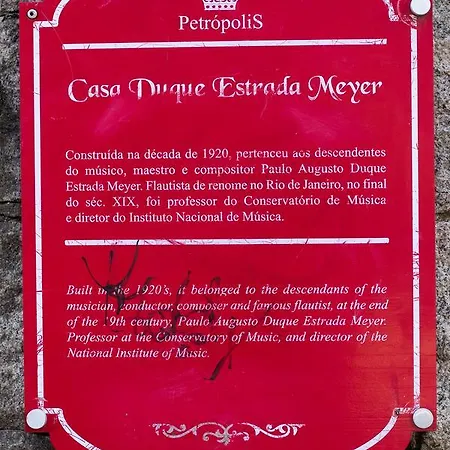 PetrópoliS
Casa Duque Estrada Meyer
Construída na década de 1920, pertenceu aos descendentes
do músico, maestro e compositor Paulo Augusto Duque
Estrada Meyer. Flautista de renome no Rio de Janeiro, no final
do séc. XIX, foi professor do Conservatório de Música
e diretor do Instituto Nacional de Música.
Built in the 1920's, it belonged to the descendants of the
musician, conductor, composer and famous flautist, at the end
of the 19th century, Paulo Augusto Duque Estrada Meyer.
Professor at the Conservatory of Music, and director of the
National Institute of Music.